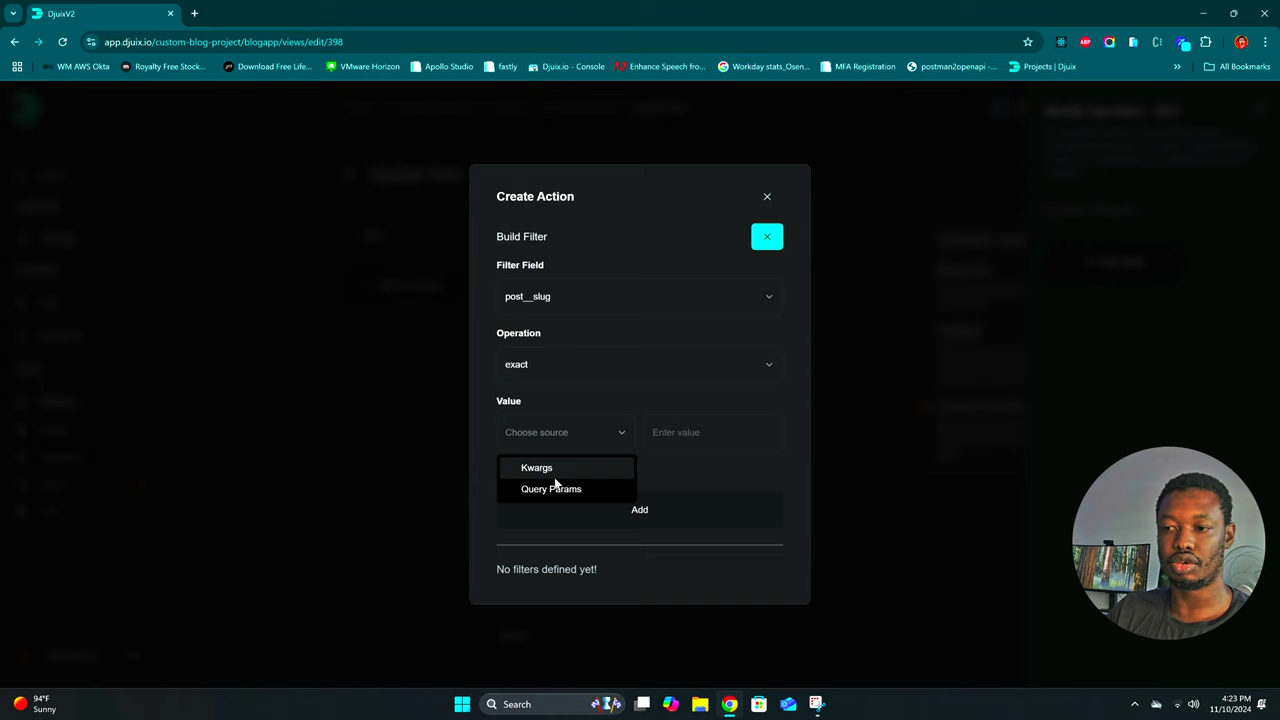 DjuixV2
app.djuix.io/custom-blog-project/blogapp/views/edit/398
WM AWS Okta
Royalty Free Stock...
Download Free Life...
VMware Horizon
Apollo Studio
fastly
Djuix.io - Console
Enhance Speech fro...
Workday stats_Osen...
MFA Registration
postman2openapi -...
Projects | Djuix
»
All Bookmarks
Create Action
Build Filter
Filter Field
post__slug
Operation
exact
Value
Choose source
Enter value
Kwargs
Query Params
Add
No filters defined yet!
94°F
Sunny
Search
4:23 PM
11/10/2024